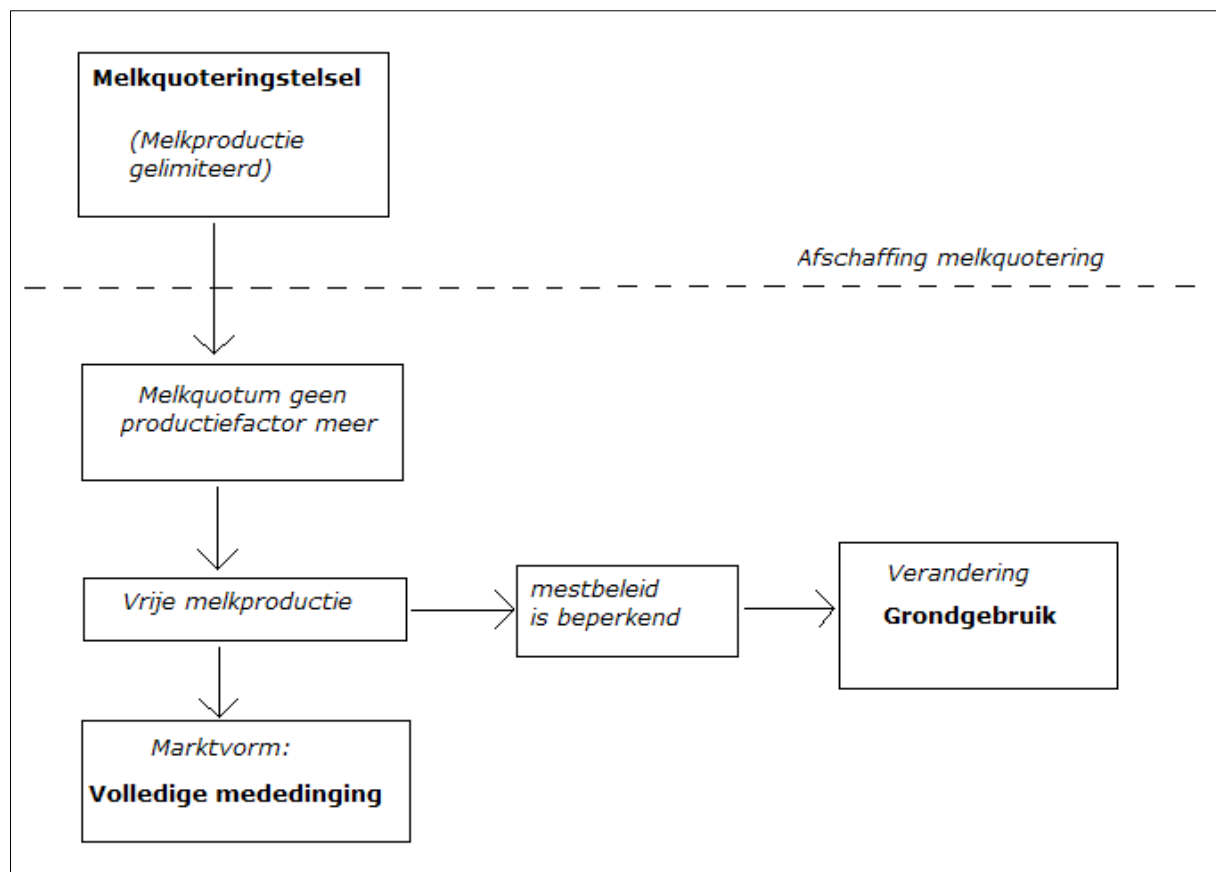 Melkquoteringstelsel
(Melkproductie
gelimiteerd)
Afschaffing melkquotering
Melkquotum geen
productiefactor meer
Vrije melkproductie
mestbeleid
is beperkend
Verandering
Grondgebruik
Marktvorm:
Volledige mededinging